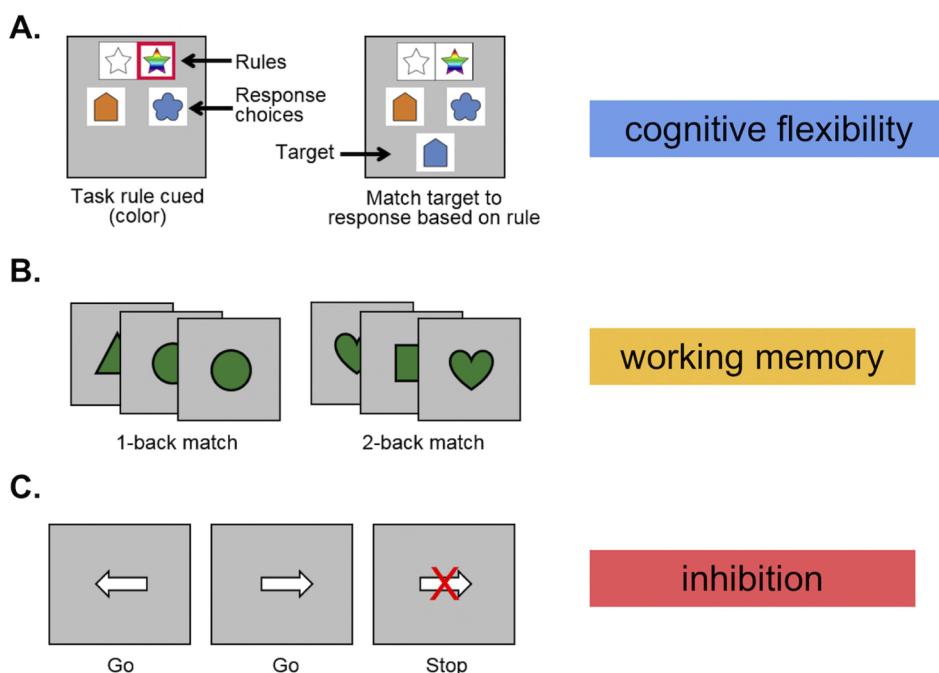 A.
Rules
Response
choices
Target
Task rule cued
(color)
Match target to
response based on rule
cognitive flexibility
B.
1-back match
2-back match
working memory
C.
Go
Go
Stop
inhibition